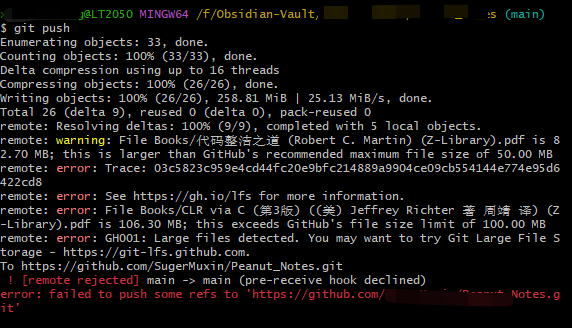 @LT2050 MINGW64 /f/Obsidian-Vault/ es (main)
$ git push
Enumerating objects: 33, done.
Counting objects: 100% (33/33), done.
Delta compression using up to 16 threads
Compressing objects: 100% (26/26), done.
Writing objects: 100% (26/26), 258.81 MiB | 25.13 MiB/s, done.
Total 26 (delta 9), reused 0 (delta 0), pack-reused 0
remote: Resolving deltas: 100% (9/9), completed with 5 local objects.
remote: warning: File Books/代码整洁之道 (Robert C. Martin) (Z-Library).pdf is 8
2.70 MB; this is larger than GitHub's recommended maximum file size of 50.00 MB
remote: error: Trace: 03c5823c959e4cd44fc20e9bfc214889a9904ce09cb554144e774e95d6
422cd8
remote: error: See https://gh.io/lfs for more information.
remote: error: File Books/CLR via C (第3版) ((美) Jeffrey Richter 著 周靖 译) (Z
-Library).pdf is 106.30 MB; this exceeds GitHub's file size limit of 100.00 MB
remote: error: GH001: Large files detected. You may want to try Git Large File S
torage - https://git-lfs.github.com.
To https://github.com/SugerMuxin/Peanut_Notes.git
! [remote rejected] main -> main (pre-receive hook declined)
error: failed to push some refs to 'https://github.com/ Notes.g
it'